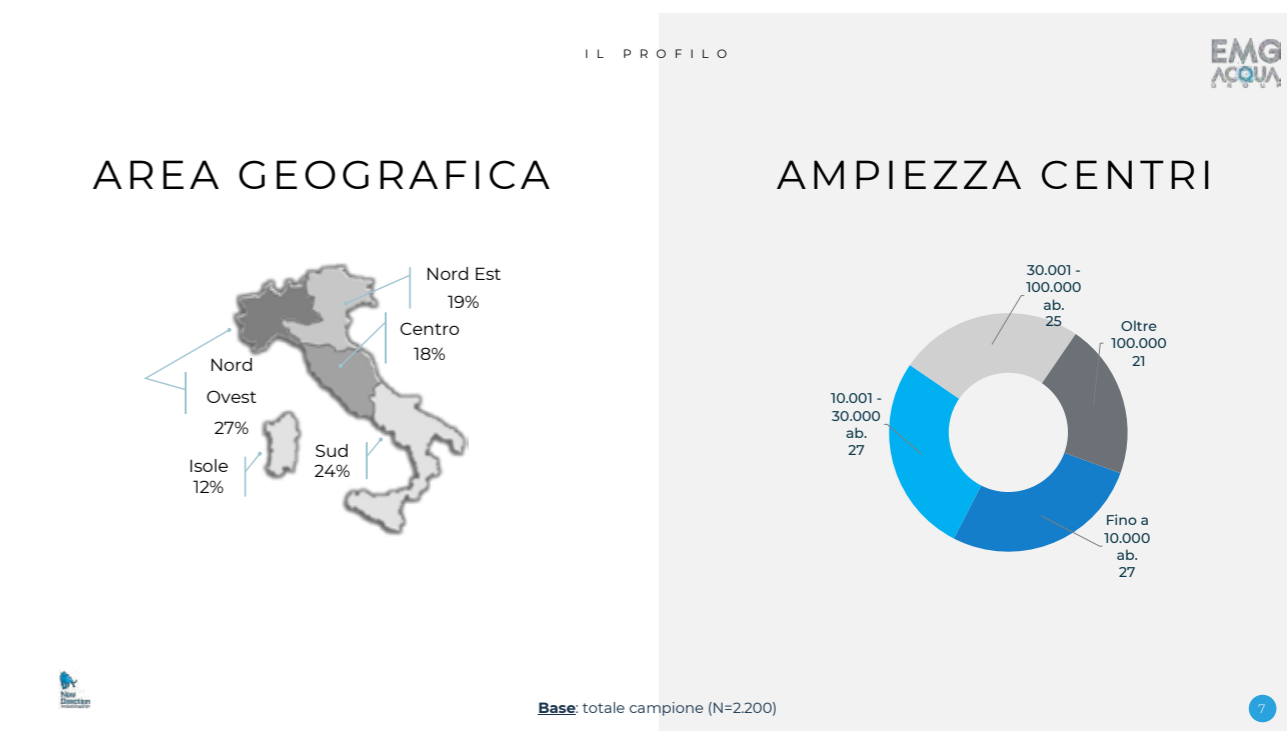 IL PROFILO
EMG
ACQUA
AREA GEOGRAFICA
Nord Est
19%
Centro
18%
Nord
Ovest
27%
Sud
24%
Isole
12%
AMPIEZZA CENTRI
30.001 -
100.000
ab.
25
Oltre
100.000
21
10.001 -
30.000
ab.
27
Fino a
10.000
ab.
27
New
Direction
Base: totale campione (N=2.200)
7